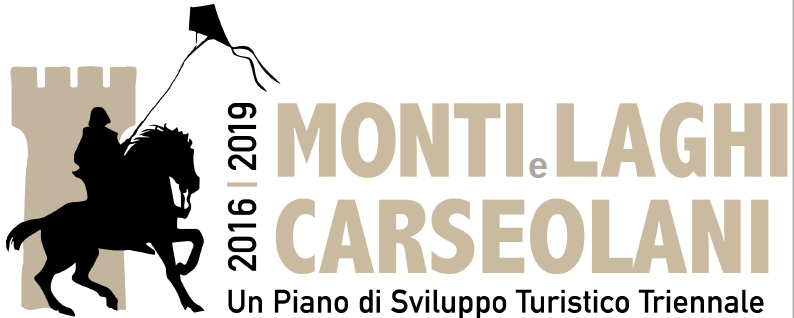 2016 | 2019
MONTI e LAGHI
CARSEOLANI
Un Piano di Sviluppo Turistico Triennale